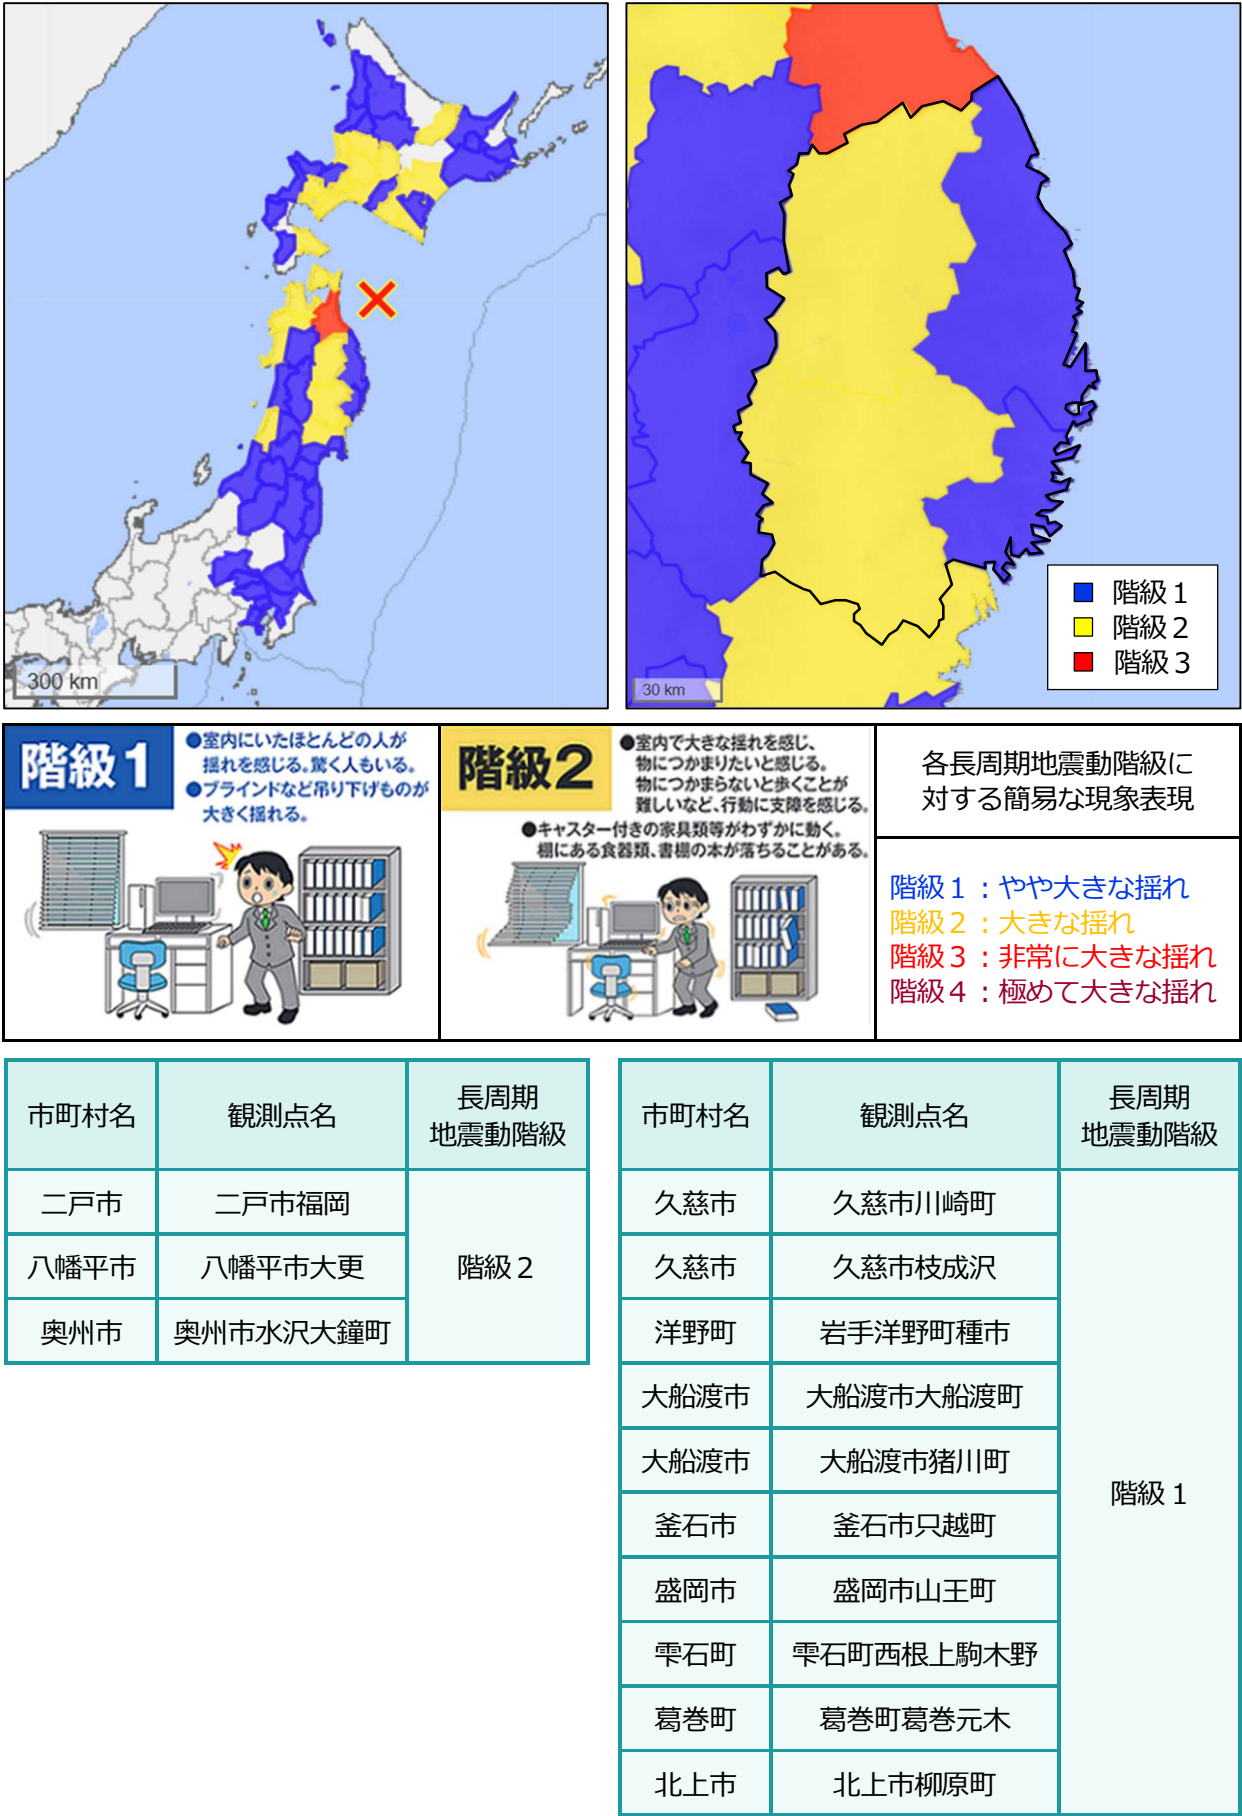 300 km
30 km
階級１
階級２
階級３
階級1
●室内にいたほとんどの人が
揺れを感じる。驚く人もいる。
●ブラインドなど吊り下げものが
大きく揺れる。
階級2
●室内で大きな揺れを感じ、
物につかまりたいと感じる。
物につかまらないと歩くことが
難しいなど、行動に支障を感じる。
●キャスター付きの家具類等がわずかに動く。
棚にある食器類、書棚の本が落ちることがある。
各長周期地震動階級に
対する簡易な現象表現
階級１：やや大きな揺れ
階級２：大きな揺れ
階級３：非常に大きな揺れ
階級４：極めて大きな揺れ
市町村名 観測点名 長周期
地震動階級
二戸市 二戸市福岡
八幡平市 八幡平市大更 階級２
奥州市 奥州市水沢大鐘町
市町村名 観測点名 長周期
地震動階級
久慈市 久慈市川崎町
久慈市 久慈市枝成沢
洋野町 岩手洋野町種市
大船渡市 大船渡市大船渡町
大船渡市 大船渡市猪川町
階級１
釜石市 釜石市只越町
盛岡市 盛岡市山王町
雫石町 雫石町西根上駒木野
葛巻町 葛巻町葛巻元木
北上市 北上市柳原町